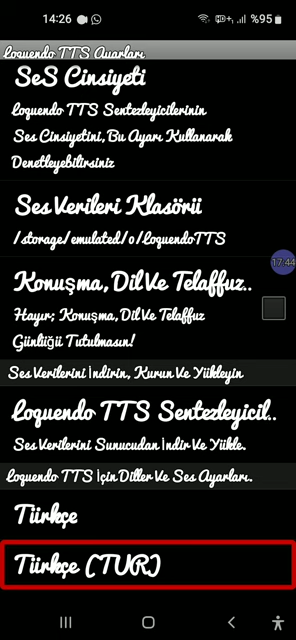 14:26
HD+
%95
Loquendo TTS Ayarları
SeS Cinsiyeti
Loquendo TTS Sentezleyicilerinin
Ses Cinsiyetini, Bu Ayarı Kullanarak
Denetleyebilirsiniz
Ses Verileri Klasörü
/storage/emulated/0/LoquendoTTS
17:44
Konuşma, Dil Ve Telaffuz..
Hayır; Konuşma, Dil Ve Telaffuz
Günlüğü Tutulmasın!
Ses Verilerini İndirin, Kurun Ve Yükleyin
Loquendo TTS Sentezleyicil..
Ses Verilerini Sunucudan İndir Ve Yükle.
Loquendo TTS İçin Diller Ve Ses Ayarları.
Türkçe
Türkçe (TUR)